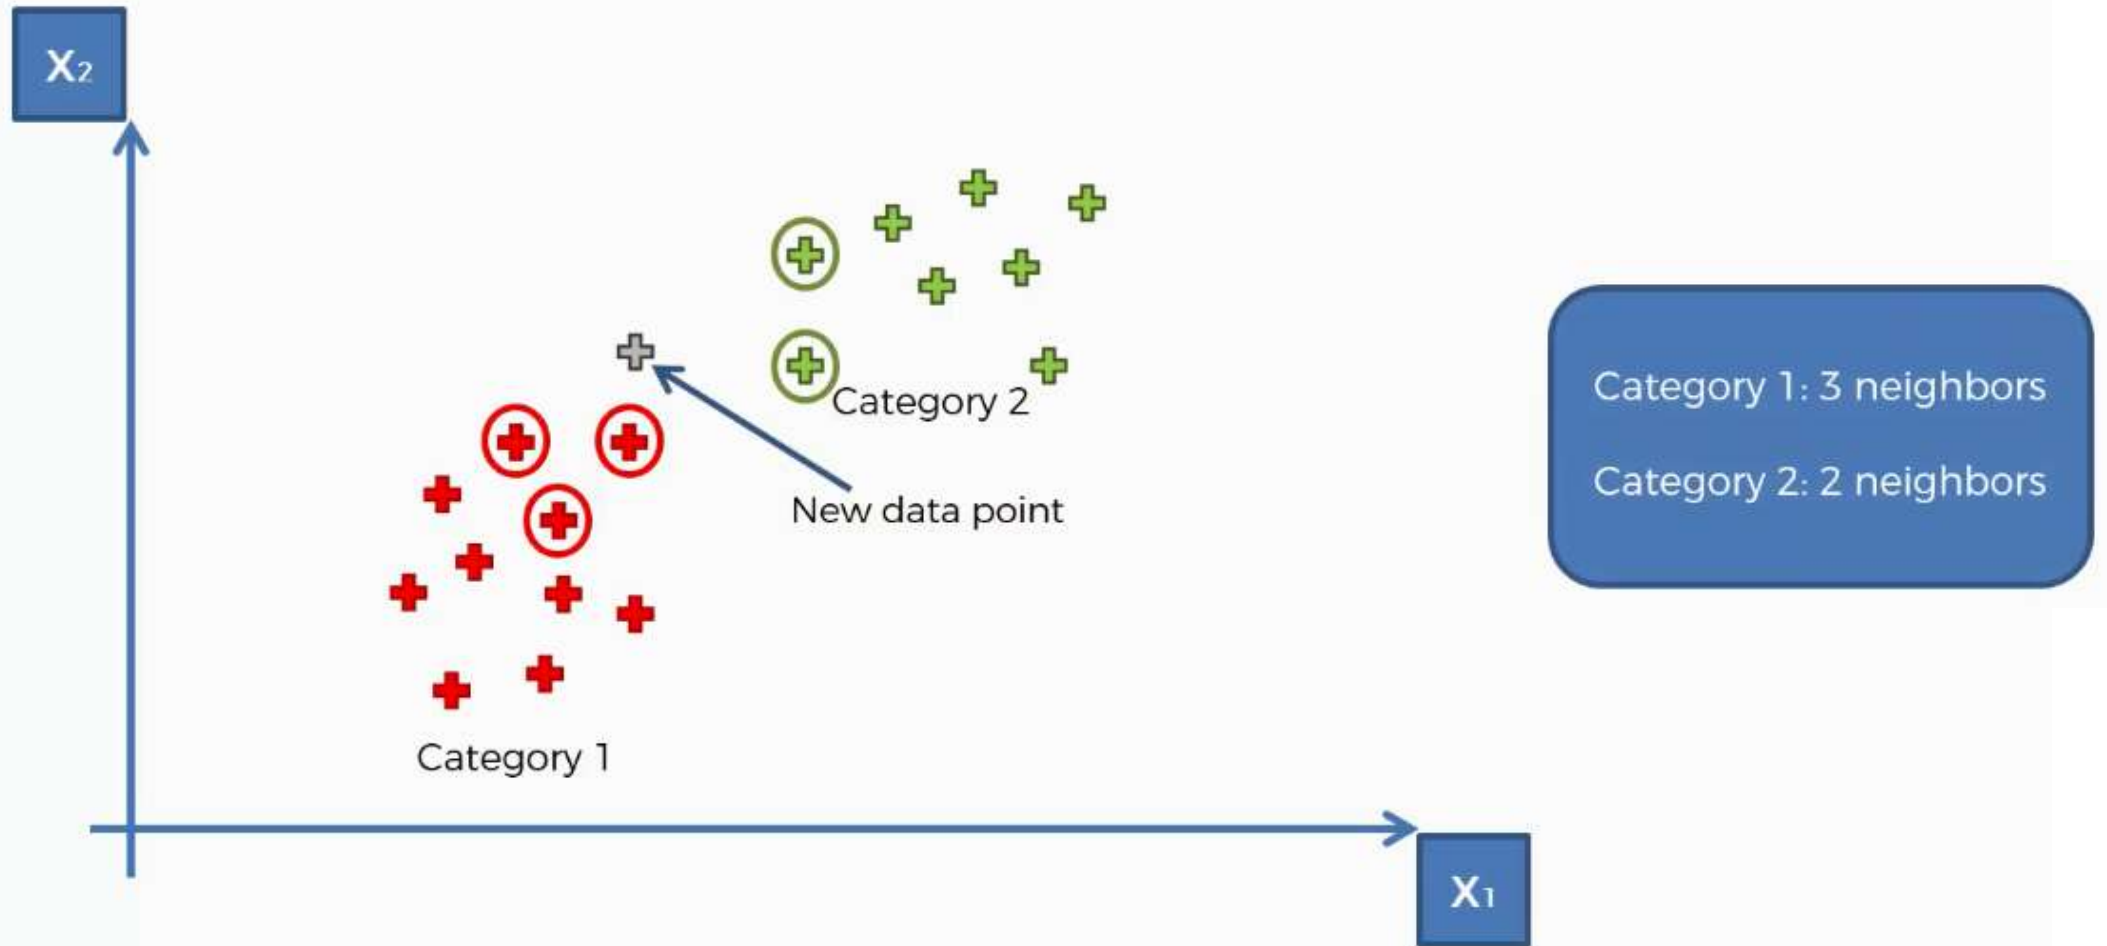 X2
Category 2
New data point
Category 1: 3 neighbors
Category 2: 2 neighbors
Category 1
X1